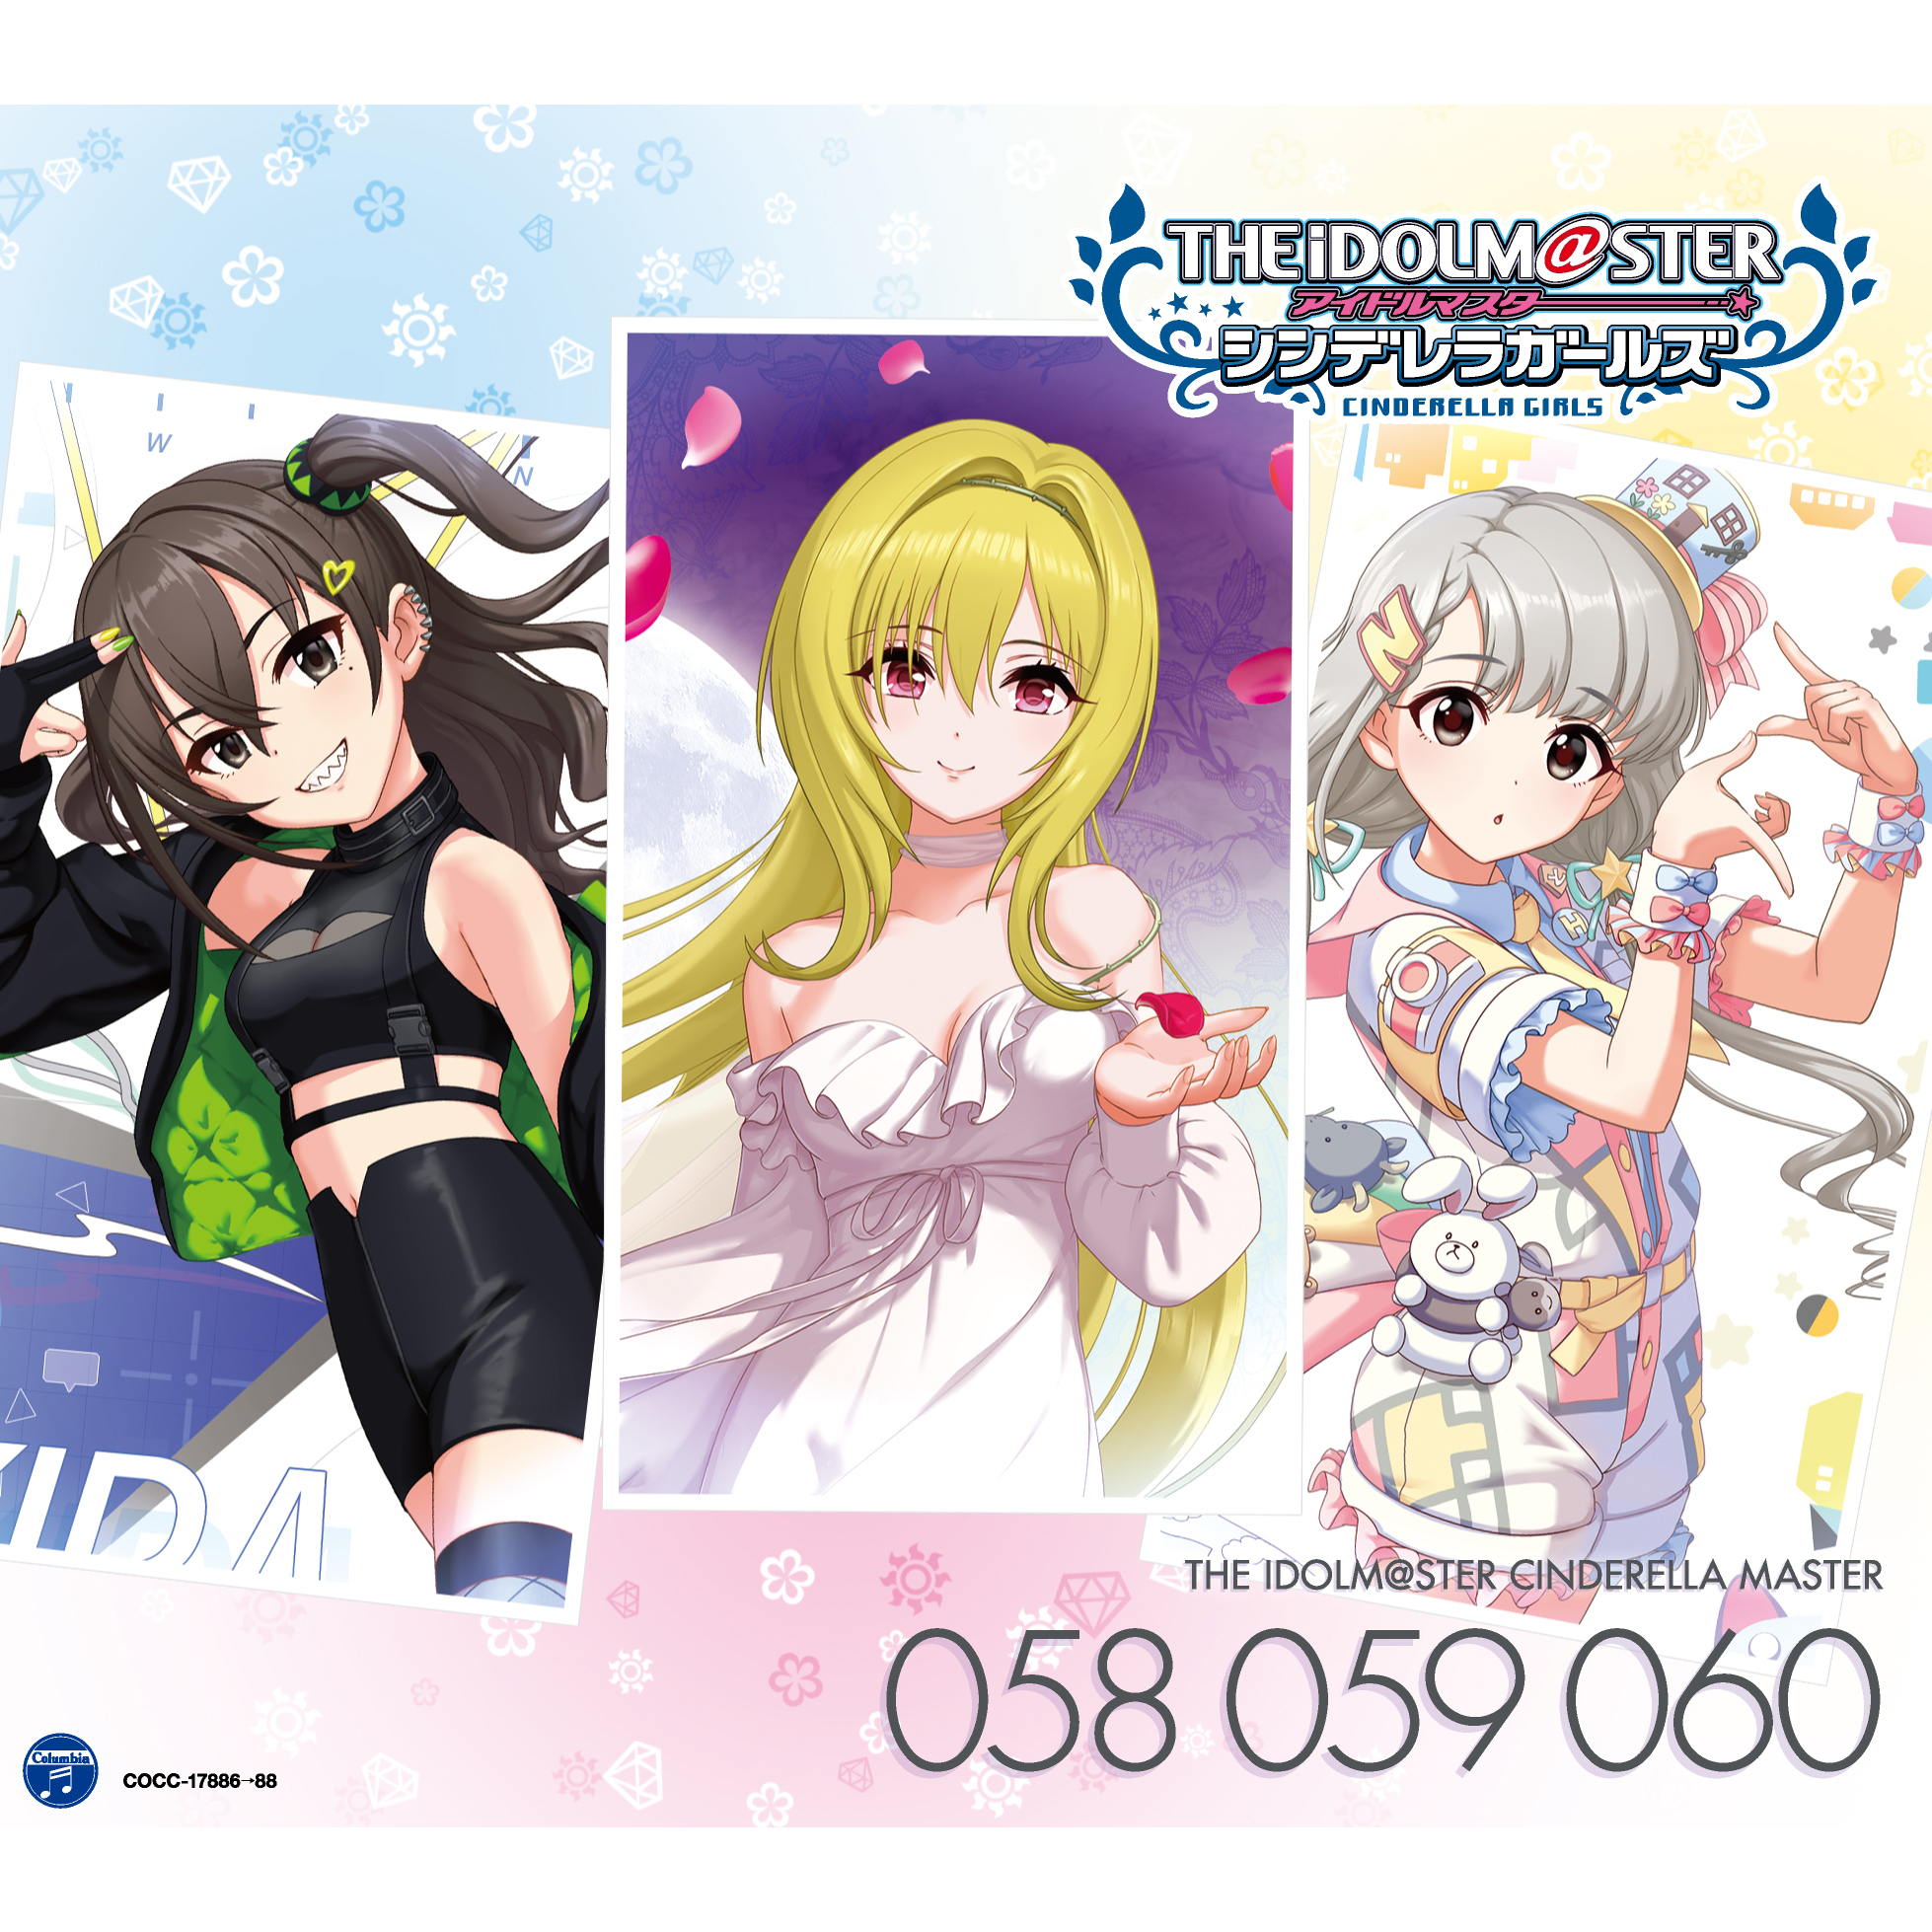 THE iDOLM@STER
アイドルマスター
シンデレラガールズ
CINDERELLA GIRLS
W
N
N
H
KIDA
THE IDOLM@STER CINDERELLA MASTER
058 059 060
Columbia
COCC-17886→88